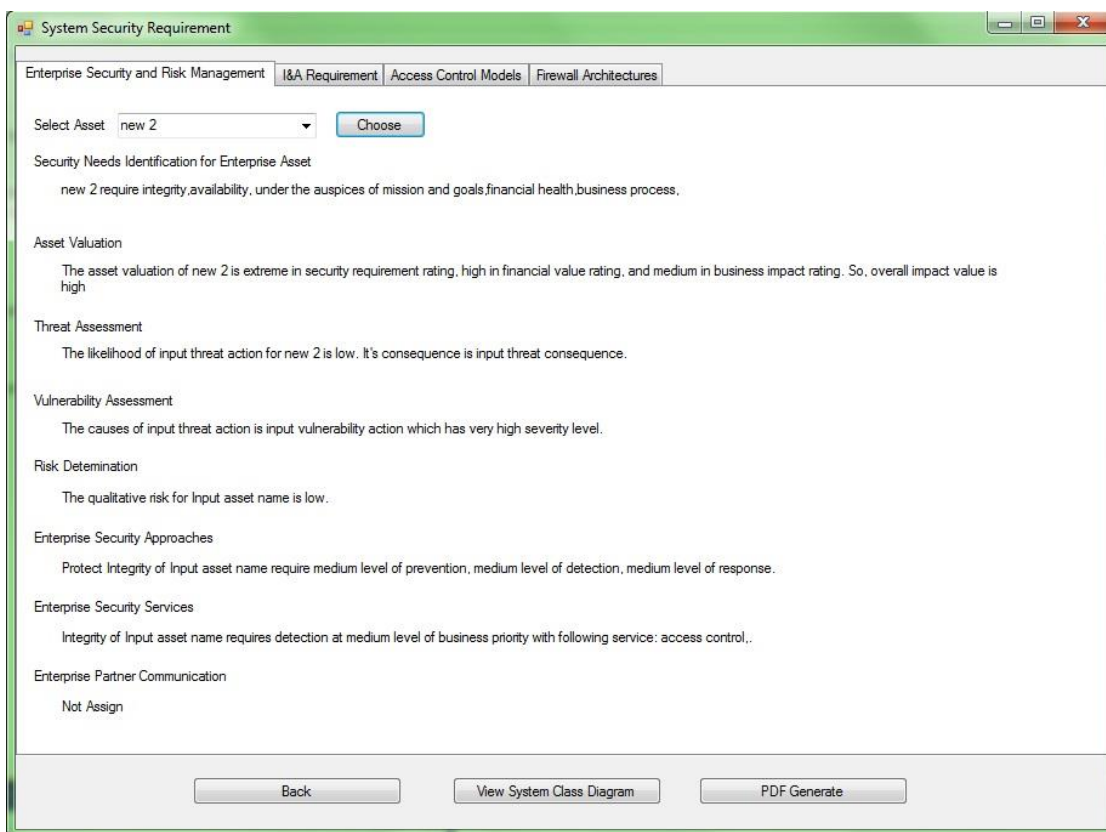 System Security Requirement
Enterprise Security and Risk Management
I&A Requirement
Access Control Models
Firewall Architectures
Select Asset
new 2
Choose
Security Needs Identification for Enterprise Asset
new 2 require integrity,availability, under the auspices of mission and goals,financial health,business process,
Asset Valuation
The asset valuation of new 2 is extreme in security requirement rating, high in financial value rating, and medium in business impact rating. So, overall impact value is
high
Threat Assessment
The likelihood of input threat action for new 2 is low. It's consequence is input threat consequence.
Vulnerability Assessment
The causes of input threat action is input vulnerability action which has very high severity level.
Risk Detemination
The qualitative risk for Input asset name is low.
Enterprise Security Approaches
Protect Integrity of Input asset name require medium level of prevention, medium level of detection, medium level of response.
Enterprise Security Services
Integrity of Input asset name requires detection at medium level of business priority with following service: access control,.
Enterprise Partner Communication
Not Assign
Back
View System Class Diagram
PDF Generate